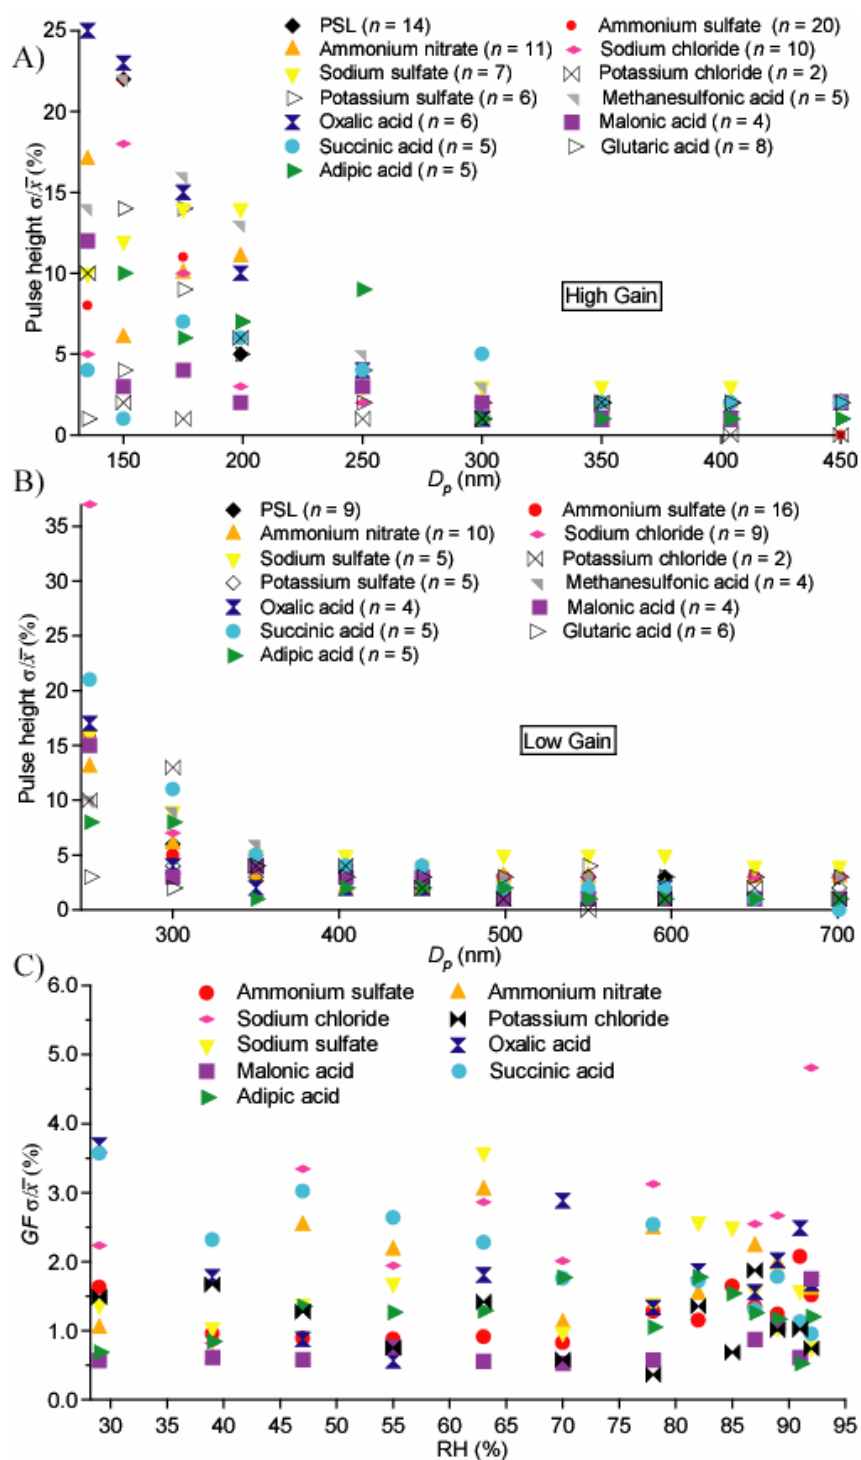 A)
PSL (n = 14)
Ammonium sulfate (n = 20)
Ammonium nitrate (n = 11)
Sodium chloride (n = 10)
Sodium sulfate (n = 7)
Potassium chloride (n = 2)
Potassium sulfate (n = 6)
Methanesulfonic acid (n = 5)
Oxalic acid (n = 6)
Malonic acid (n = 4)
Succinic acid (n = 5)
Glutaric acid (n = 8)
Adipic acid (n = 5)
Pulse height σ/x̄ (%)
25
20
15
10
5
0
High Gain
150 200 250 300 350 400 450
Dp (nm)
B)
PSL (n = 9)
Ammonium sulfate (n = 16)
Ammonium nitrate (n = 10)
Sodium chloride (n = 9)
Sodium sulfate (n = 5)
Potassium chloride (n = 2)
Potassium sulfate (n = 5)
Methanesulfonic acid (n = 4)
Oxalic acid (n = 4)
Malonic acid (n = 4)
Succinic acid (n = 5)
Glutaric acid (n = 6)
Adipic acid (n = 5)
Pulse height σ/x̄ (%)
35
30
25
20
15
10
5
0
Low Gain
300 400 500 600 700
Dp (nm)
C)
Ammonium sulfate
Ammonium nitrate
Sodium chloride
Potassium chloride
Sodium sulfate
Oxalic acid
Malonic acid
Succinic acid
Adipic acid
GF σ/x̄ (%)
6.0
5.0
4.0
3.0
2.0
1.0
0.0
30 35 40 45 50 55 60 65 70 75 80 85 90 95
RH (%)